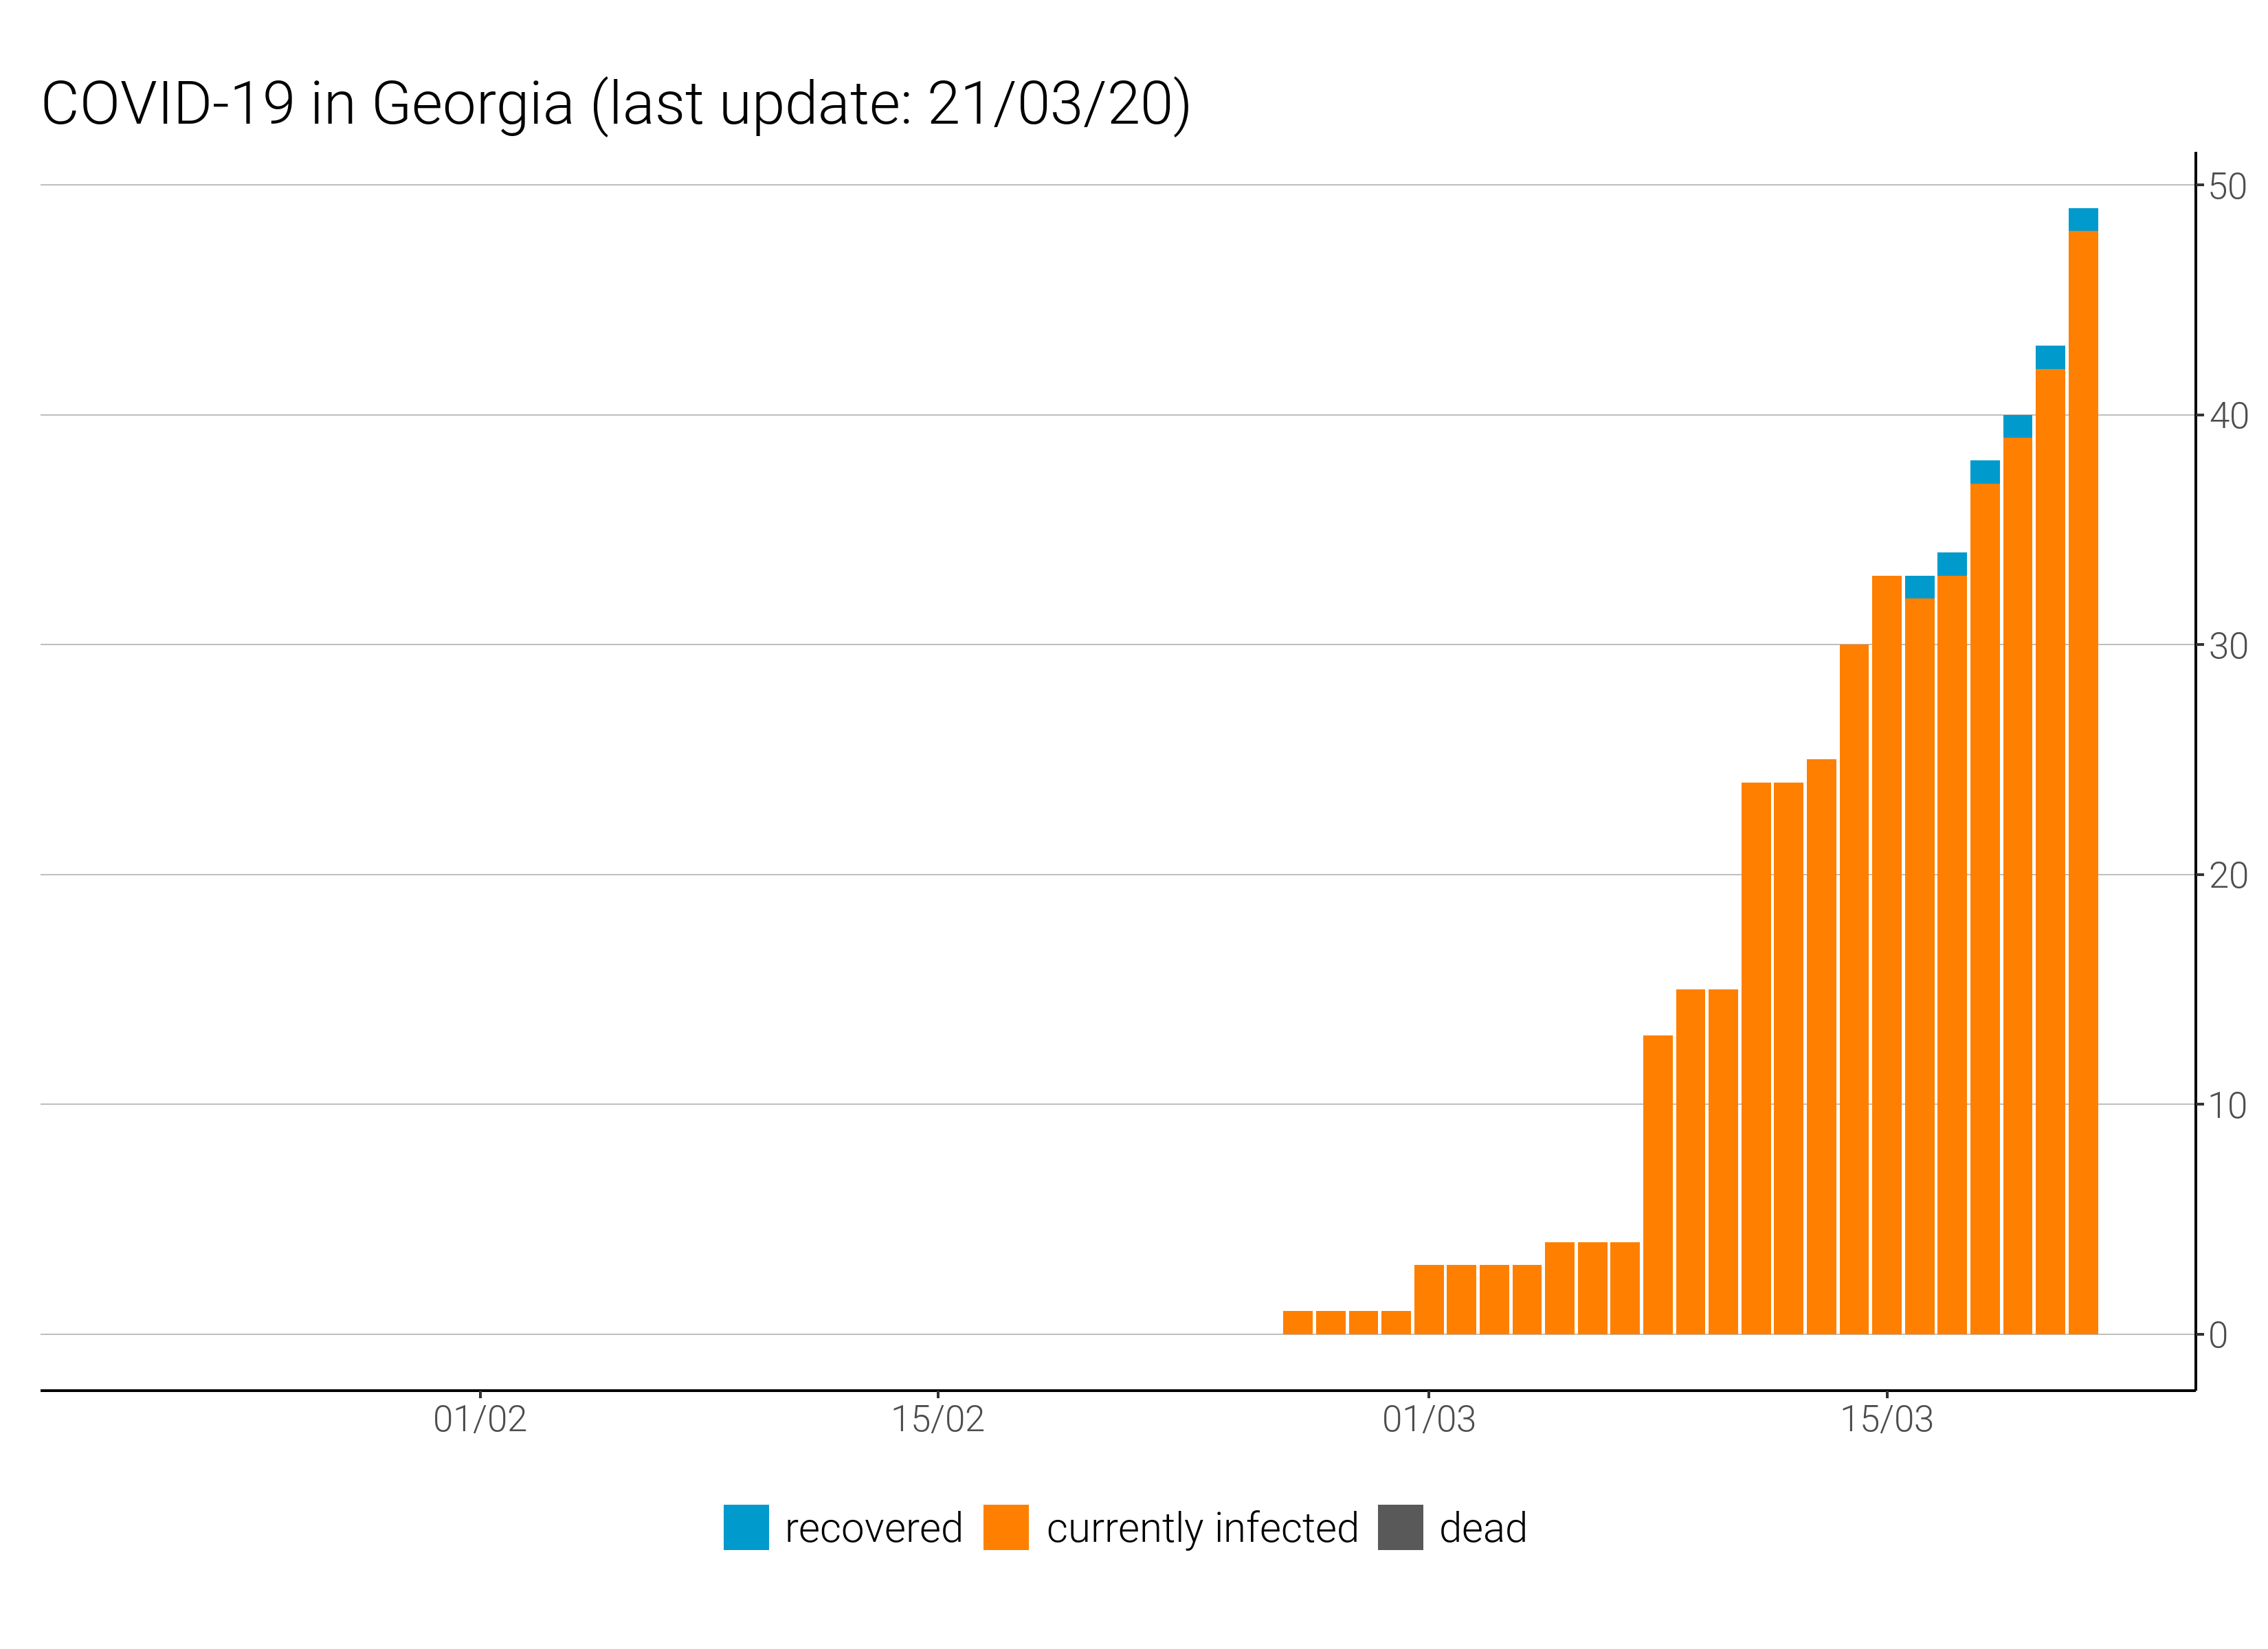 COVID-19 in Georgia (last update: 21/03/20)
50
40
30
20
10
0
01/02 15/02 01/03 15/03
recovered currently infected dead